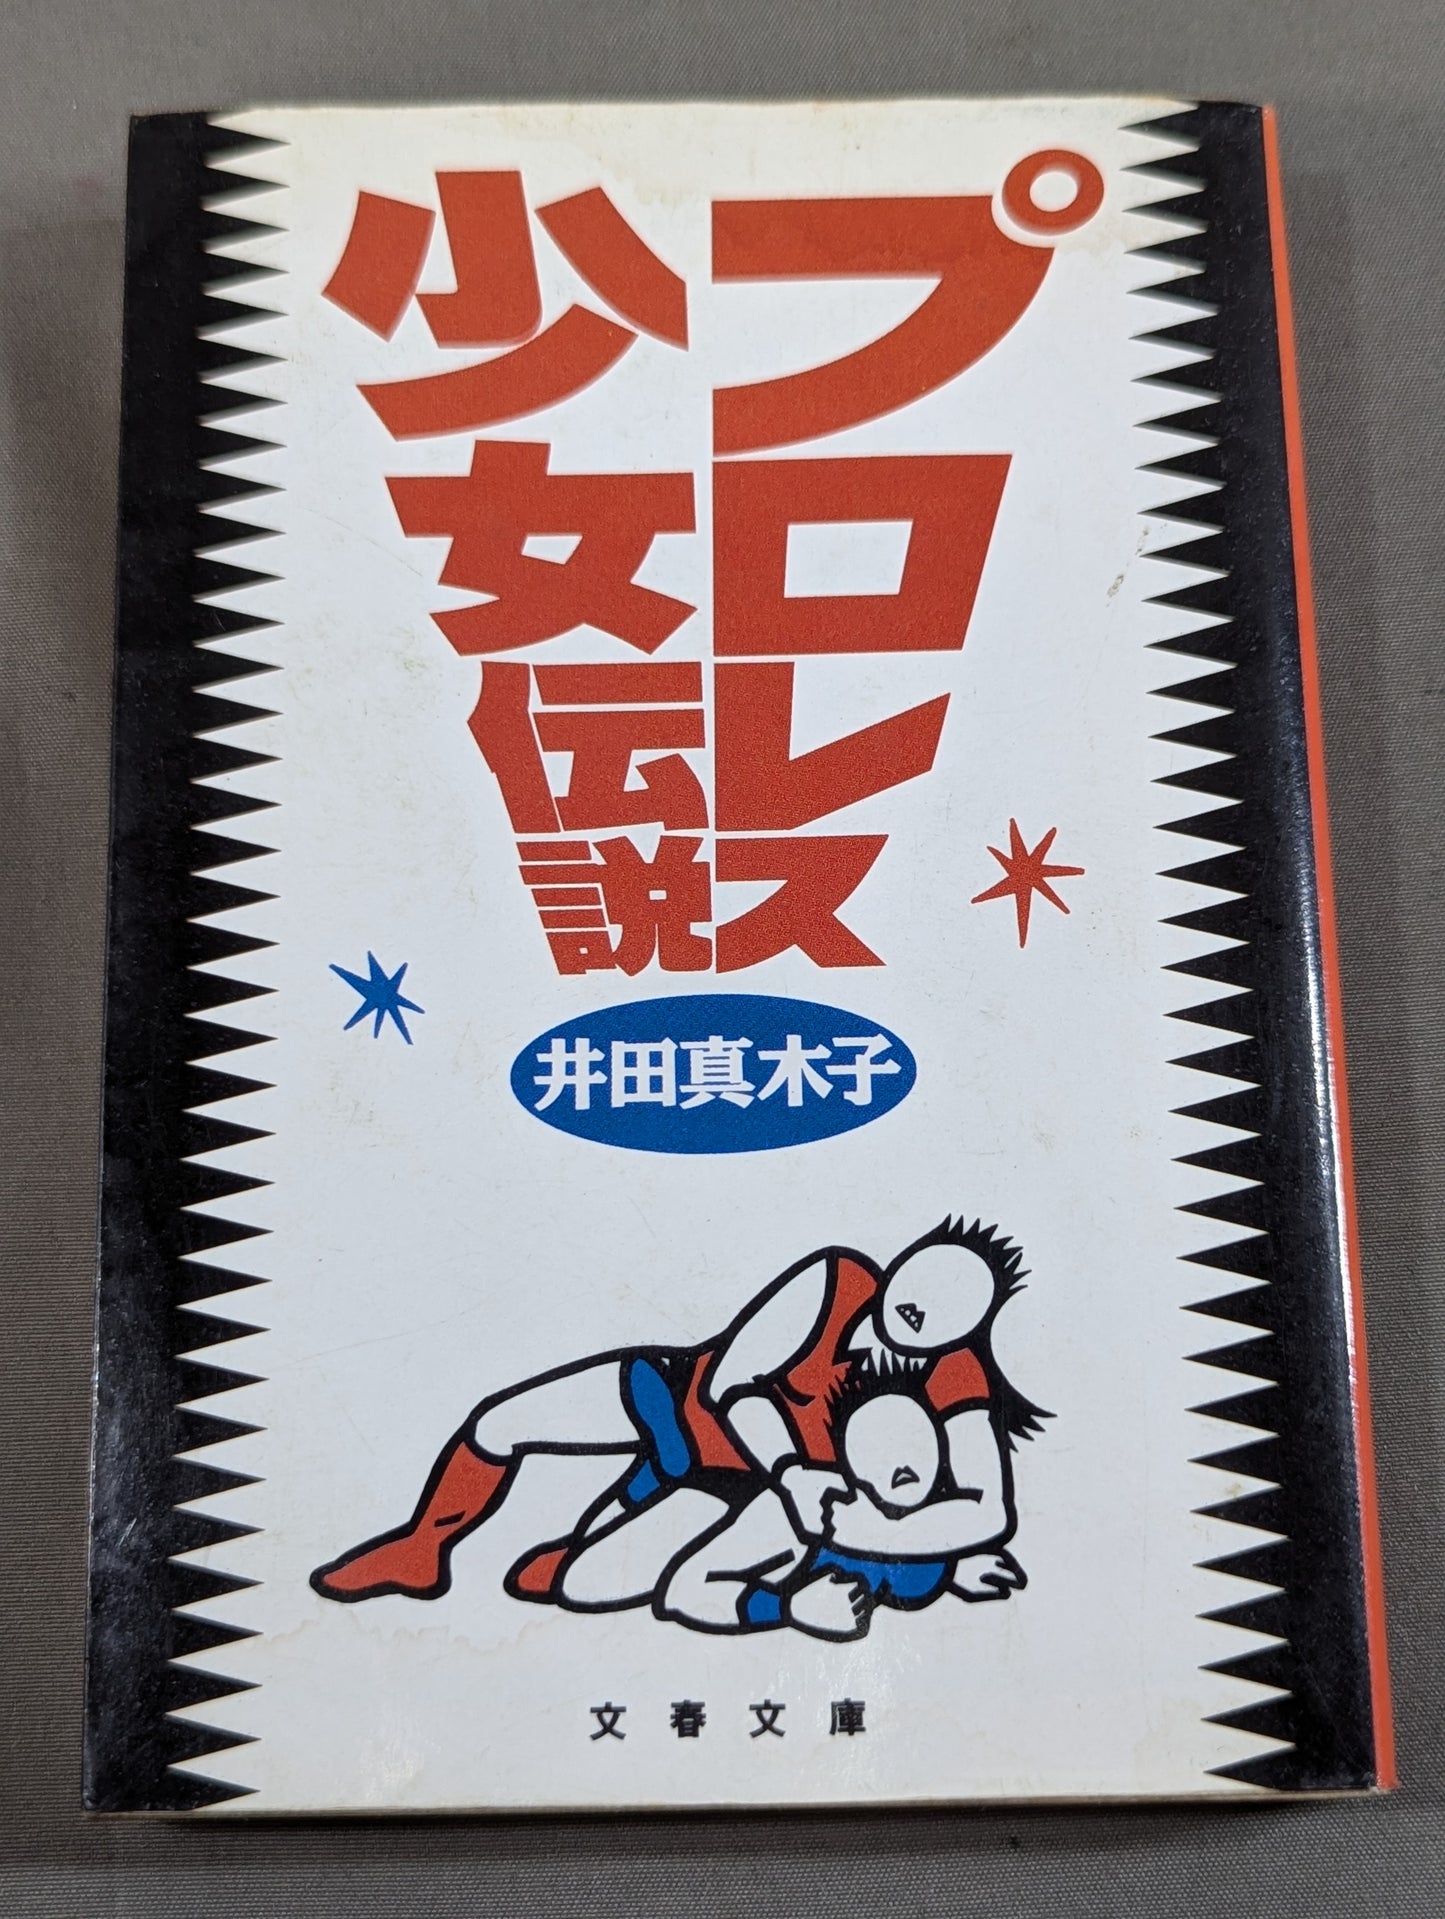 プロレス
少女伝説
井田真木子
文春文庫